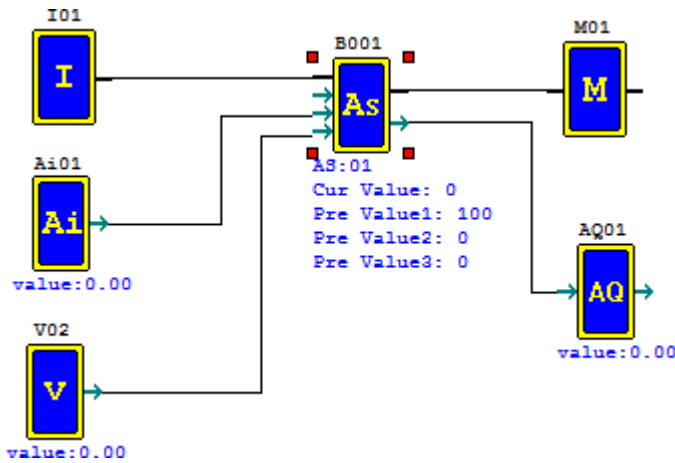 I01
I
B001
As
M01
M
Ai01
Ai
value:0.00
AS:01
Cur Value: 0
Pre Value1: 100
Pre Value2: 0
Pre Value3: 0
AQ01
AQ
value:0.00
V02
V
value:0.00